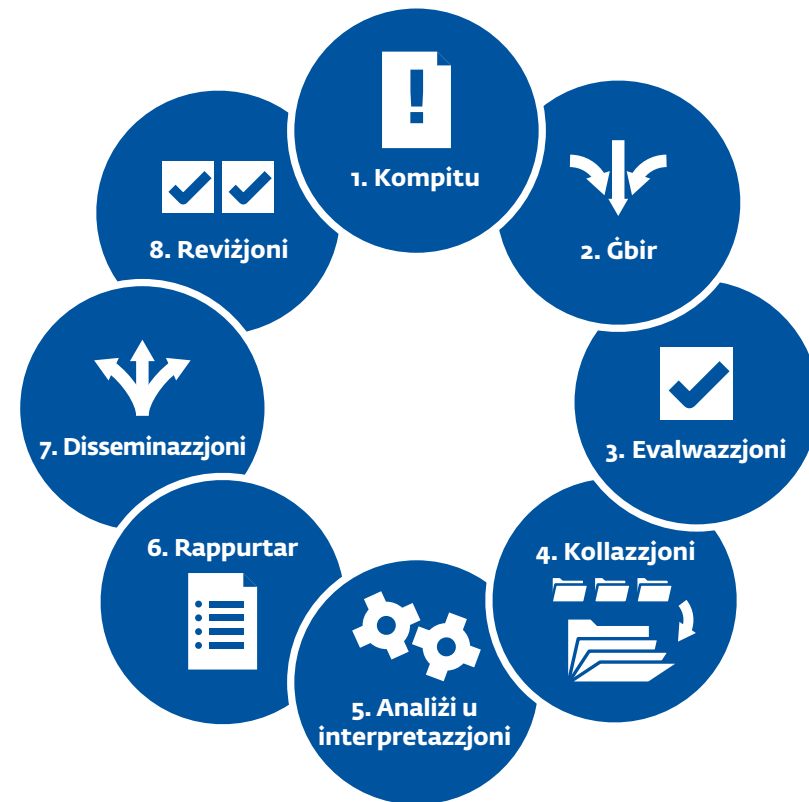 1. Kompitu
2. Ġbir
3. Evalwazzjoni
4. Kollazzjoni
5. Analiżi u
interpretazzjoni
6. Rappurtar
7. Disseminazzjoni
8. Reviżjoni